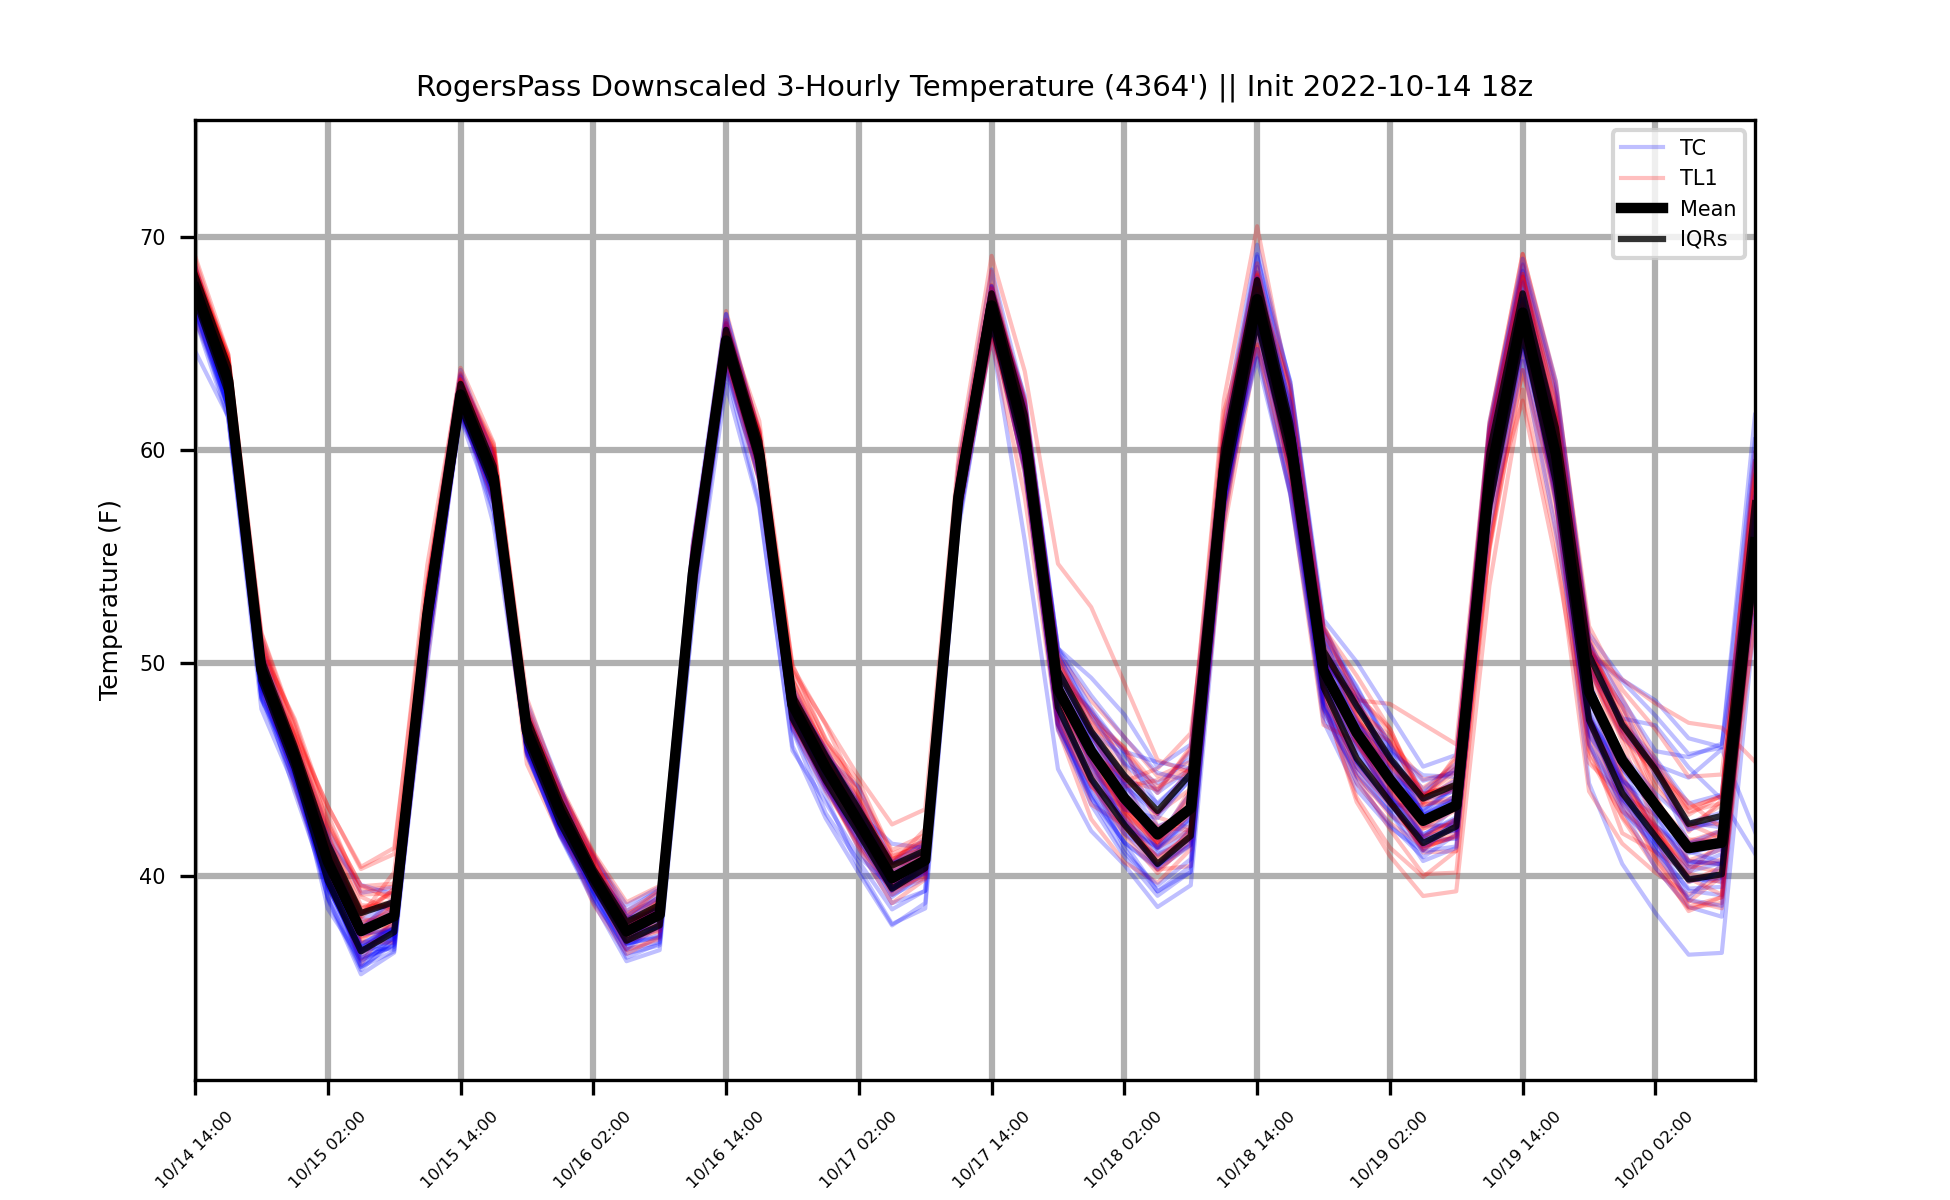 RogersPass Downscaled 3-Hourly Temperature (4364') || Init 2022-10-14 18z
TC
TL1
Mean
IQRs
Temperature (F)
70
60
50
40
10/14 14:00
10/15 02:00
10/15 14:00
10/16 02:00
10/16 14:00
10/17 02:00
10/17 14:00
10/18 02:00
10/18 14:00
10/19 02:00
10/19 14:00
10/20 02:00